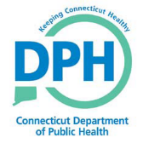 Keeping Connecticut Healthy
DPH
Connecticut Department
of Public Health